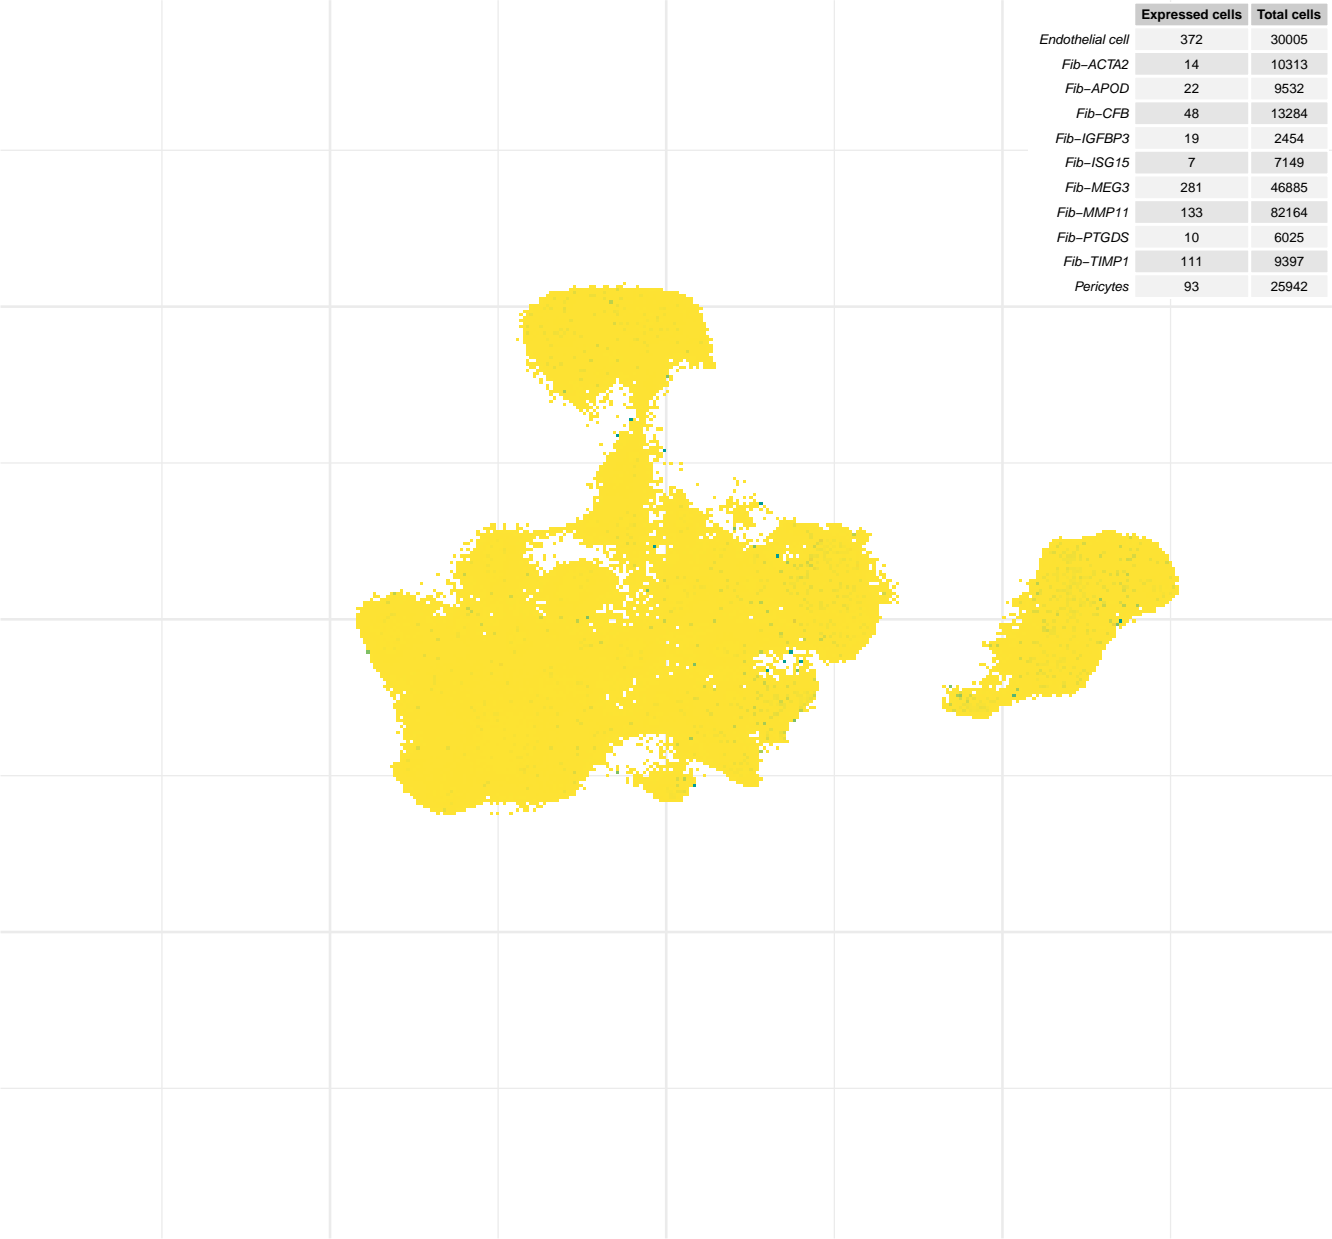 Expressed cells Total cells
Endothelial cell 372 30005
Fib−ACTA2 14 10313
Fib−APOD 22 9532
Fib−CFB 48 13284
Fib−IGFBP3 19 2454
Fib−ISG15 7 7149
Fib−MEG3 281 46885
Fib−MMP11 133 82164
Fib−PTGDS 10 6025
Fib−TIMP1 111 9397
Pericytes 93 25942